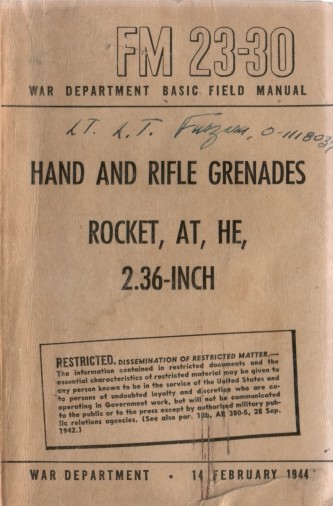 FM 23-30
WAR DEPARTMENT BASIC FIELD MANUAL
LT. L. T.
HAND AND RIFLE GRENADES
ROCKET, AT, HE,
2.36-INCH
RESTRICTED. DISSEMINATION OF RESTRICTED MATTER.—
The information contained in restricted documents and the
essential characteristics of restricted material may be given to
any person known to be in the service of the United States and
to persons of undoubted loyalty and discretion who are co-
operating in Government work, but will not be communicated
to the public or to the press except by authorized military pub-
lic relations agencies. (See also par. 18b, AR 380-5, 28 Sep.
1942.)
WAR DEPARTMENT • 14 FEBRUARY 1944